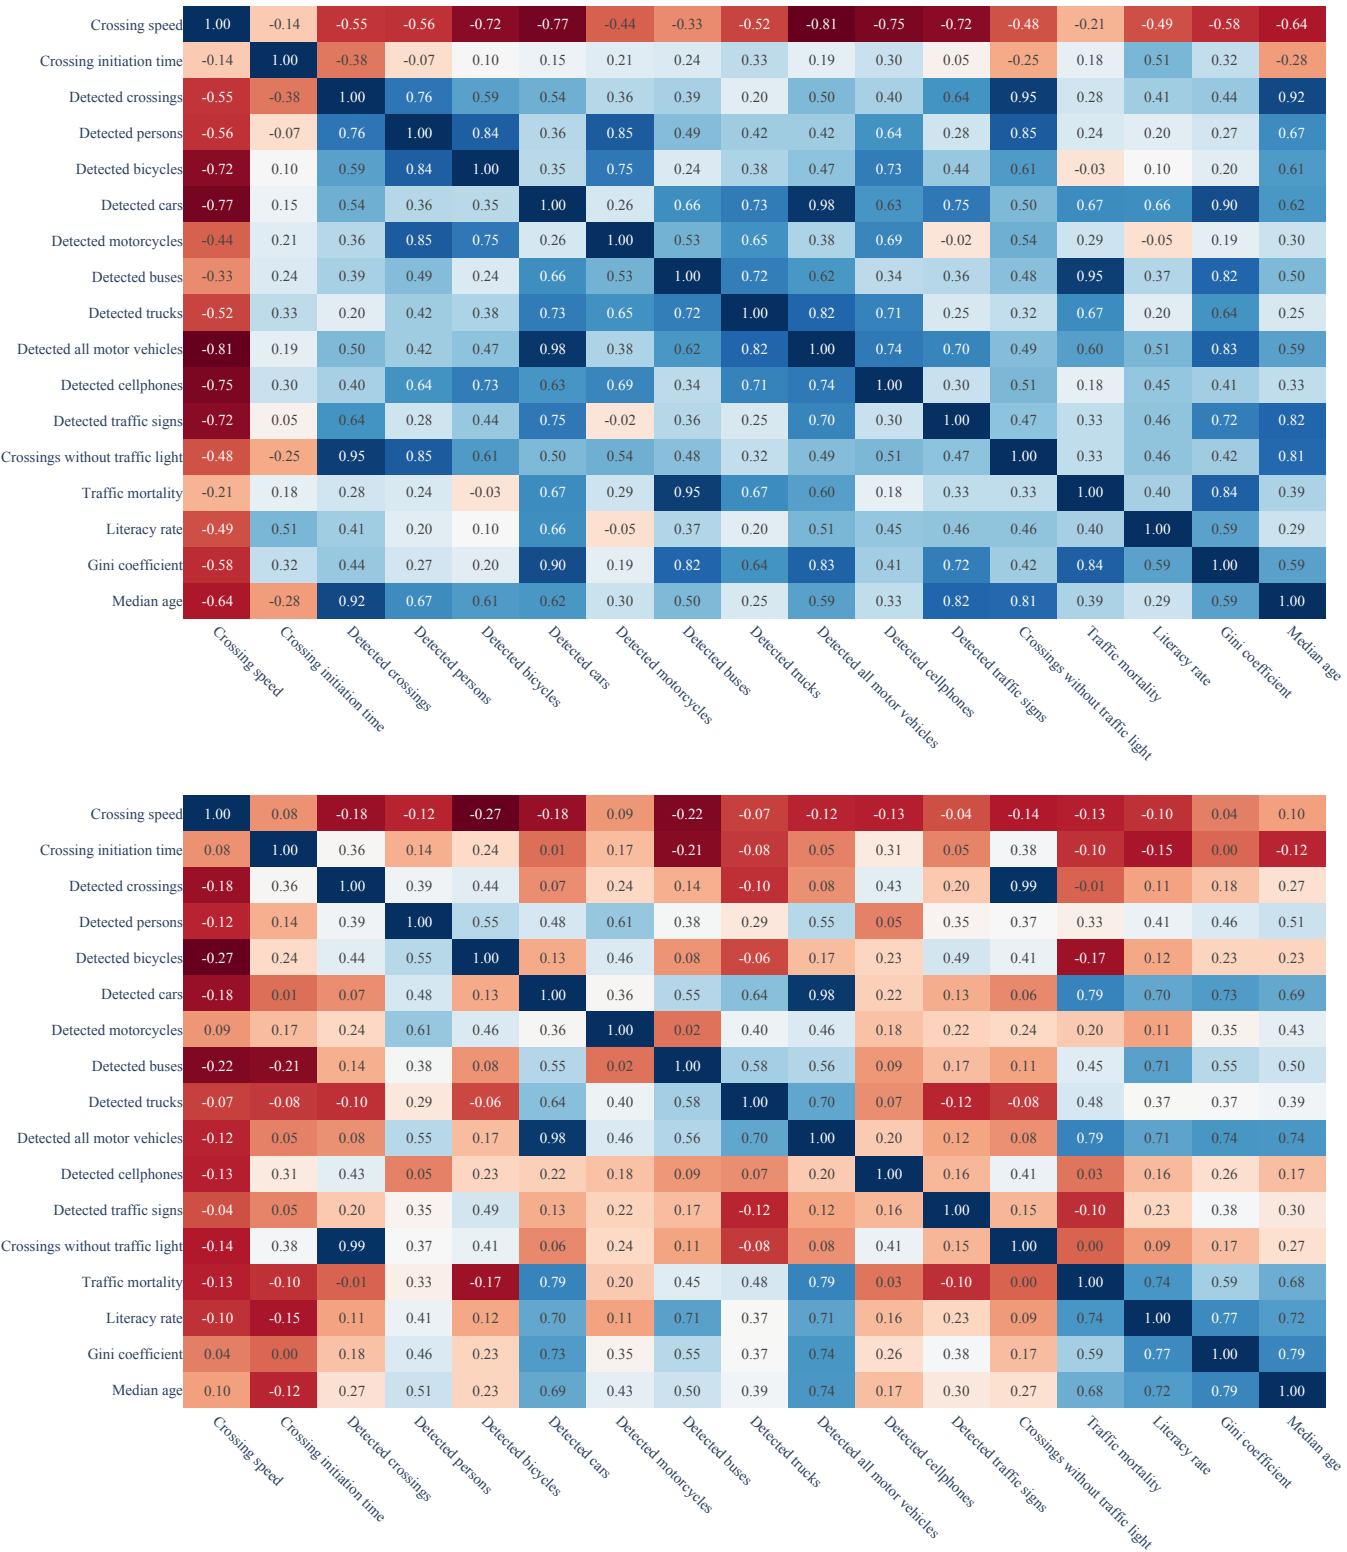 Crossing speed 1.00 -0.14 -0.55 -0.56 -0.72 -0.77 -0.44 -0.33 -0.52 -0.81 -0.75 -0.72 -0.48 -0.21 -0.49 -0.58 -0.64
Crossing initiation time -0.14 1.00 -0.38 -0.07 0.10 0.15 0.21 0.24 0.33 0.19 0.30 0.05 -0.25 0.18 0.51 0.32 -0.28
Detected crossings -0.55 -0.38 1.00 0.76 0.59 0.54 0.36 0.39 0.20 0.50 0.40 0.64 0.95 0.28 0.41 0.44 0.92
Detected persons -0.56 -0.07 0.76 1.00 0.84 0.36 0.85 0.49 0.42 0.42 0.64 0.28 0.85 0.24 0.20 0.27 0.67
Detected bicycles -0.72 0.10 0.59 0.84 1.00 0.35 0.75 0.24 0.38 0.47 0.73 0.44 0.61 -0.03 0.10 0.20 0.61
Detected cars -0.77 0.15 0.54 0.36 0.35 1.00 0.26 0.66 0.73 0.98 0.63 0.75 0.50 0.67 0.66 0.90 0.62
Detected motorcycles -0.44 0.21 0.36 0.85 0.75 0.26 1.00 0.53 0.65 0.38 0.69 -0.02 0.54 0.29 -0.05 0.19 0.30
Detected buses -0.33 0.24 0.39 0.49 0.24 0.66 0.53 1.00 0.72 0.62 0.34 0.36 0.48 0.95 0.37 0.82 0.50
Detected trucks -0.52 0.33 0.20 0.42 0.38 0.73 0.65 0.72 1.00 0.82 0.71 0.25 0.32 0.67 0.20 0.64 0.25
Detected all motor vehicles -0.81 0.19 0.50 0.42 0.47 0.98 0.38 0.62 0.82 1.00 0.74 0.70 0.49 0.60 0.51 0.83 0.59
Detected cellphones -0.75 0.30 0.40 0.64 0.73 0.63 0.69 0.34 0.71 0.74 1.00 0.30 0.51 0.18 0.45 0.41 0.33
Detected traffic signs -0.72 0.05 0.64 0.28 0.44 0.75 -0.02 0.36 0.25 0.70 0.30 1.00 0.47 0.33 0.46 0.72 0.82
Crossings without traffic light -0.48 -0.25 0.95 0.85 0.61 0.50 0.54 0.48 0.32 0.49 0.51 0.47 1.00 0.33 0.46 0.42 0.81
Traffic mortality -0.21 0.18 0.28 0.24 -0.03 0.67 0.29 0.95 0.67 0.60 0.18 0.33 0.33 1.00 0.40 0.84 0.39
Literacy rate -0.49 0.51 0.41 0.20 0.10 0.66 -0.05 0.37 0.20 0.51 0.45 0.46 0.46 0.40 1.00 0.59 0.29
Gini coefficient -0.58 0.32 0.44 0.27 0.20 0.90 0.19 0.82 0.64 0.83 0.41 0.72 0.42 0.84 0.59 1.00 0.59
Median age -0.64 -0.28 0.92 0.67 0.61 0.62 0.30 0.50 0.25 0.59 0.33 0.82 0.81 0.39 0.29 0.59 1.00
Crossing speed
Crossing initiation time
Detected crossings
Detected persons
Detected bicycles
Detected cars
Detected motorcycles
Detected buses
Detected trucks
Detected all motor vehicles
Detected cellphones
Detected traffic signs
Crossings without traffic light
Traffic mortality
Literacy rate
Gini coefficient
Median age
Crossing speed 1.00 0.08 -0.18 -0.12 -0.27 -0.18 0.09 -0.22 -0.07 -0.12 -0.13 -0.04 -0.14 -0.13 -0.10 0.04 0.10
Crossing initiation time 0.08 1.00 0.36 0.14 0.24 0.01 0.17 -0.21 -0.08 0.05 0.31 0.05 0.38 -0.10 -0.15 0.00 -0.12
Detected crossings -0.18 0.36 1.00 0.39 0.44 0.07 0.24 0.14 -0.10 0.08 0.43 0.20 0.99 -0.01 0.11 0.18 0.27
Detected persons -0.12 0.14 0.39 1.00 0.55 0.48 0.61 0.38 0.29 0.55 0.05 0.35 0.37 0.33 0.41 0.46 0.51
Detected bicycles -0.27 0.24 0.44 0.55 1.00 0.13 0.46 0.08 -0.06 0.17 0.23 0.49 0.41 -0.17 0.12 0.23 0.23
Detected cars -0.18 0.01 0.07 0.48 0.13 1.00 0.36 0.55 0.64 0.98 0.22 0.13 0.06 0.79 0.70 0.73 0.69
Detected motorcycles 0.09 0.17 0.24 0.61 0.46 0.36 1.00 0.02 0.40 0.46 0.18 0.22 0.24 0.20 0.11 0.35 0.43
Detected buses -0.22 -0.21 0.14 0.38 0.08 0.55 0.02 1.00 0.58 0.56 0.09 0.17 0.11 0.45 0.71 0.55 0.50
Detected trucks -0.07 -0.08 -0.10 0.29 -0.06 0.64 0.40 0.58 1.00 0.70 0.07 -0.12 -0.08 0.48 0.37 0.37 0.39
Detected all motor vehicles -0.12 0.05 0.08 0.55 0.17 0.98 0.46 0.56 0.70 1.00 0.20 0.12 0.08 0.79 0.71 0.74 0.74
Detected cellphones -0.13 0.31 0.43 0.05 0.23 0.22 0.18 0.09 0.07 0.20 1.00 0.16 0.41 0.03 0.16 0.26 0.17
Detected traffic signs -0.04 0.05 0.20 0.35 0.49 0.13 0.22 0.17 -0.12 0.12 0.16 1.00 0.15 -0.10 0.23 0.38 0.30
Crossings without traffic light -0.14 0.38 0.99 0.37 0.41 0.06 0.24 0.11 -0.08 0.08 0.41 0.15 1.00 0.00 0.09 0.17 0.27
Traffic mortality -0.13 -0.10 -0.01 0.33 -0.17 0.79 0.20 0.45 0.48 0.79 0.03 -0.10 0.00 1.00 0.74 0.59 0.68
Literacy rate -0.10 -0.15 0.11 0.41 0.12 0.70 0.11 0.71 0.37 0.71 0.16 0.23 0.09 0.74 1.00 0.77 0.72
Gini coefficient 0.04 0.00 0.18 0.46 0.23 0.73 0.35 0.55 0.37 0.74 0.26 0.38 0.17 0.59 0.77 1.00 0.79
Median age 0.10 -0.12 0.27 0.51 0.23 0.69 0.43 0.50 0.39 0.74 0.17 0.30 0.27 0.68 0.72 0.79 1.00
Crossing speed
Crossing initiation time
Detected crossings
Detected persons
Detected bicycles
Detected cars
Detected motorcycles
Detected buses
Detected trucks
Detected all motor vehicles
Detected cellphones
Detected traffic signs
Crossings without traffic light
Traffic mortality
Literacy rate
Gini coefficient
Median age